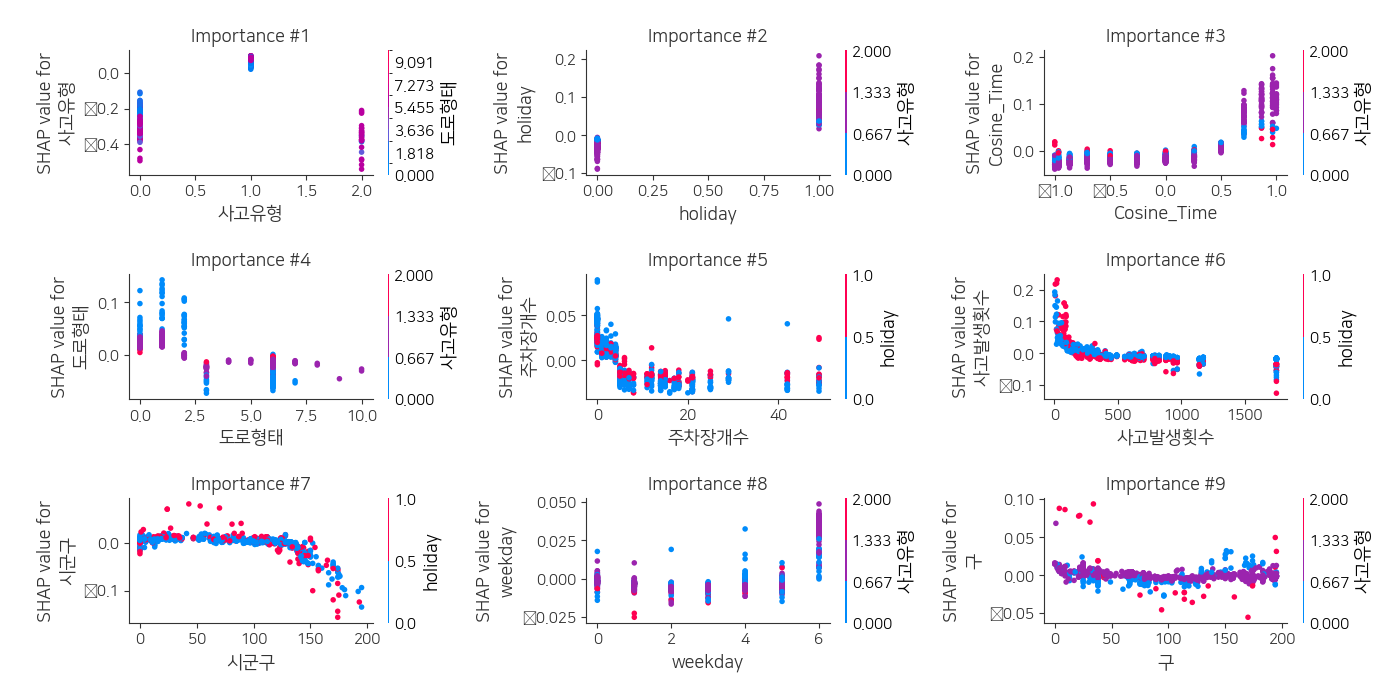 Importance #1
SHAP value for
사고유형
0.0
☒0.2
☒0.4
0.0 0.5 1.0 1.5 2.0
사고유형
9.091
7.273
5.455
3.636
1.818
0.000
도로형태
Importance #2
SHAP value for
holiday
0.2
0.1
0.0
☒0.1
0.00 0.25 0.50 0.75 1.00
holiday
2.000
1.333
0.667
0.000
사고유형
Importance #3
SHAP value for
Cosine_Time
0.2
0.1
0.0
☒1.0 ☒0.5 0.0 0.5 1.0
Cosine_Time
2.000
1.333
0.667
0.000
사고유형
Importance #4
SHAP value for
도로형태
0.1
0.0
0.0 2.5 5.0 7.5 10.0
도로형태
2.000
1.333
0.667
0.000
사고유형
Importance #5
SHAP value for
주차장개수
0.05
0.00
0 20 40
주차장개수
1.0
0.5
0.0
holiday
Importance #6
SHAP value for
사고발생횟수
0.2
0.1
0.0
☒0.1
0 500 1000 1500
사고발생횟수
1.0
0.5
0.0
holiday
Importance #7
SHAP value for
시군구
0.0
☒0.1
0 50 100 150 200
시군구
1.0
0.5
0.0
holiday
Importance #8
SHAP value for
weekday
0.050
0.025
0.000
☒0.025
0 2 4 6
weekday
2.000
1.333
0.667
0.000
사고유형
Importance #9
SHAP value for
구
0.10
0.05
0.00
☒0.05
0 50 100 150 200
구
2.000
1.333
0.667
0.000
사고유형